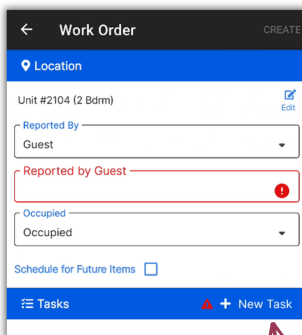 Work Order CREATE
Location
Unit #2104 (2 Bdrm)
Edit
Reported By
Guest
Reported by Guest
Occupied
Occupied
Schedule for Future Items
Tasks + New Task